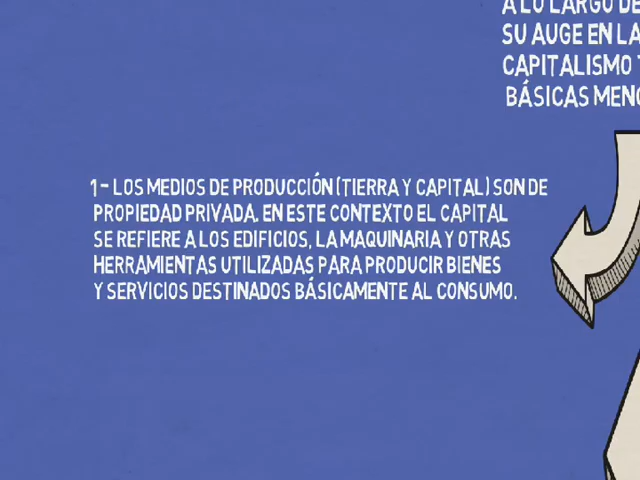 A LO LARGO DE
SU AUGE EN LA
CAPITALISMO
BÁSICAS
1- LOS MEDIOS DE PRODUCCIÓN (TIERRA Y CAPITAL) SON DE
PROPIEDAD PRIVADA. EN ESTE CONTEXTO EL CAPITAL
SE REFIERE A LOS EDIFICIOS, LA MAQUINARIA Y OTRAS
HERRAMIENTAS UTILIZADAS PARA PRODUCIR BIENES
Y SERVICIOS DESTINADOS BÁSICAMENTE AL CONSUMO.